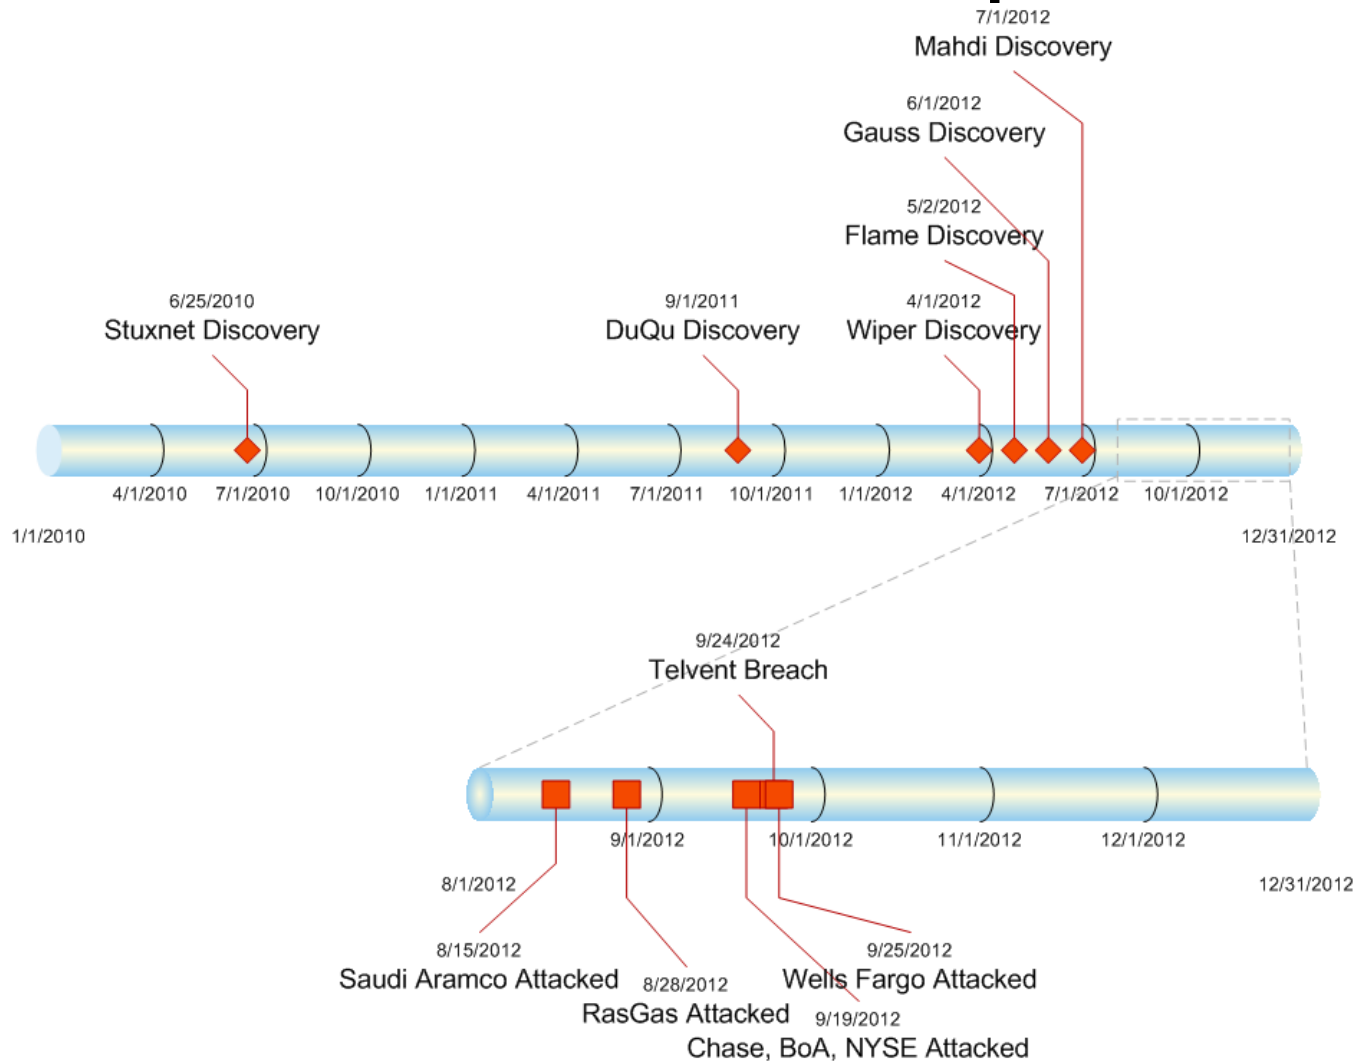 7/1/2012
Mahdi Discovery
6/1/2012
Gauss Discovery
5/2/2012
Flame Discovery
6/25/2010
Stuxnet Discovery
9/1/2011
DuQu Discovery
4/1/2012
Wiper Discovery
4/1/2010
7/1/2010
10/1/2010
1/1/2011
4/1/2011
7/1/2011
10/1/2011
1/1/2012
4/1/2012
7/1/2012
10/1/2012
1/1/2010
12/31/2012
9/24/2012
Telvent Breach
9/1/2012
10/1/2012
11/1/2012
12/1/2012
8/1/2012
12/31/2012
8/15/2012
Saudi Aramco Attacked
8/28/2012
RasGas Attacked
9/25/2012
Wells Fargo Attacked
9/19/2012
Chase, BoA, NYSE Attacked